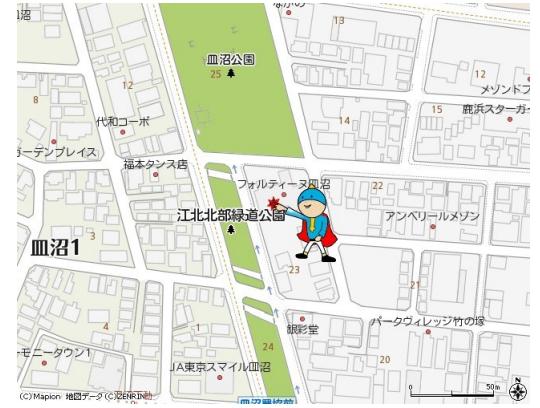 13
皿沼公園
25
12
メゾンドプ
12
8
代和コーポ
15
鹿浜スターガー
14
ガーデンプレイス
福本タンス店
フォルティーヌ皿沼
22
江北北部緑道公園
アンベリールメゾン
3
皿沼1
23
21
4
銀彩堂
パークヴィレッジ竹の塚
1
24
モニータウン1
JA東京スマイル皿沼
20
(C)Mapion 地図データ(C)ZENRIN
0
50m